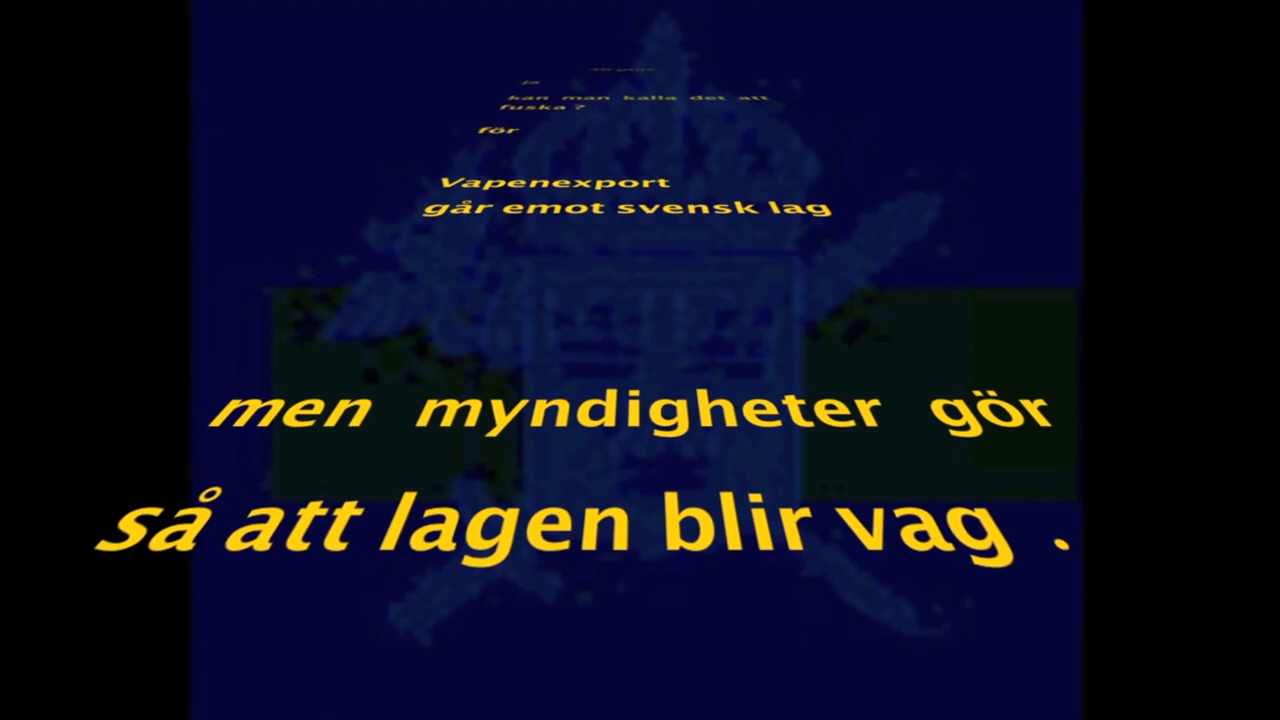 ja
kan man kalla det att
fuska ?
för
Vapenexport
går emot svensk lag
men myndigheter gör
så att lagen blir vag .